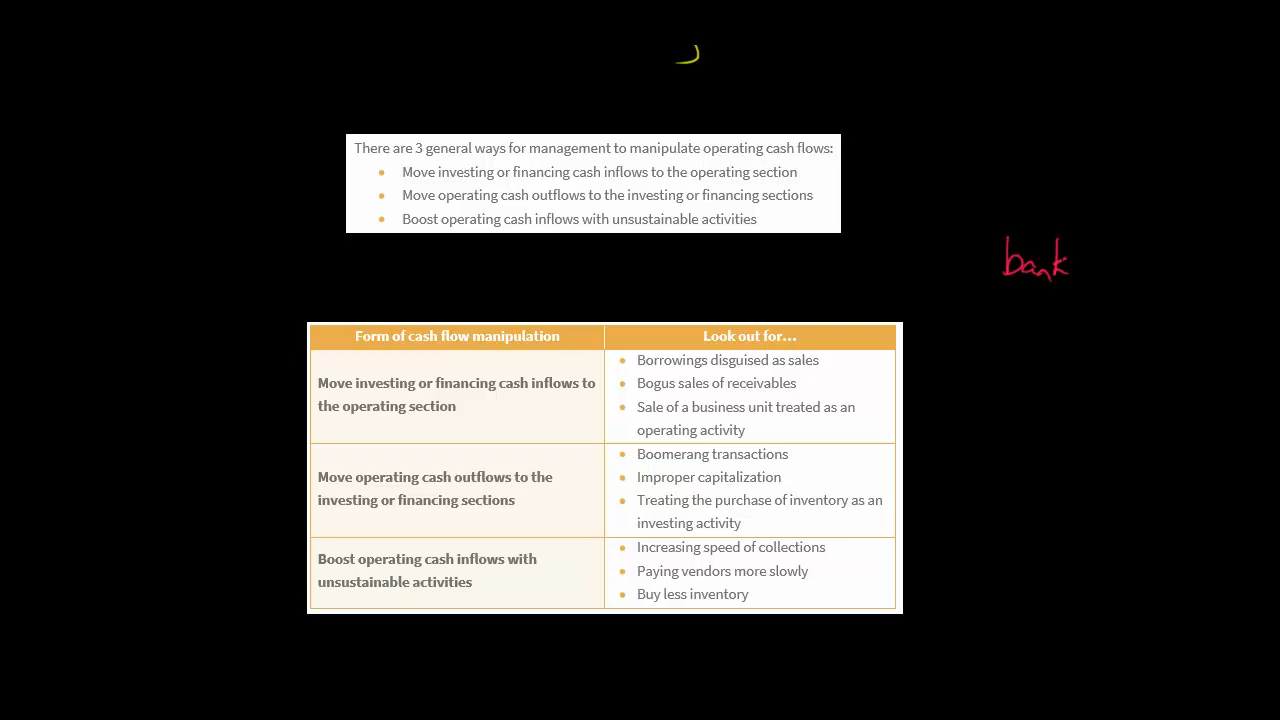 There are 3 general ways for management to manipulate operating cash flows:
• Move investing or financing cash inflows to the operating section
• Move operating cash outflows to the investing or financing sections
• Boost operating cash inflows with unsustainable activities
bank
Form of cash flow manipulation
Look out for...
Move investing or financing cash inflows to
the operating section
• Borrowings disguised as sales
• Bogus sales of receivables
• Sale of a business unit treated as an
operating activity
Move operating cash outflows to the
investing or financing sections
• Boomerang transactions
• Improper capitalization
• Treating the purchase of inventory as an
investing activity
Boost operating cash inflows with
unsustainable activities
• Increasing speed of collections
• Paying vendors more slowly
• Buy less inventory